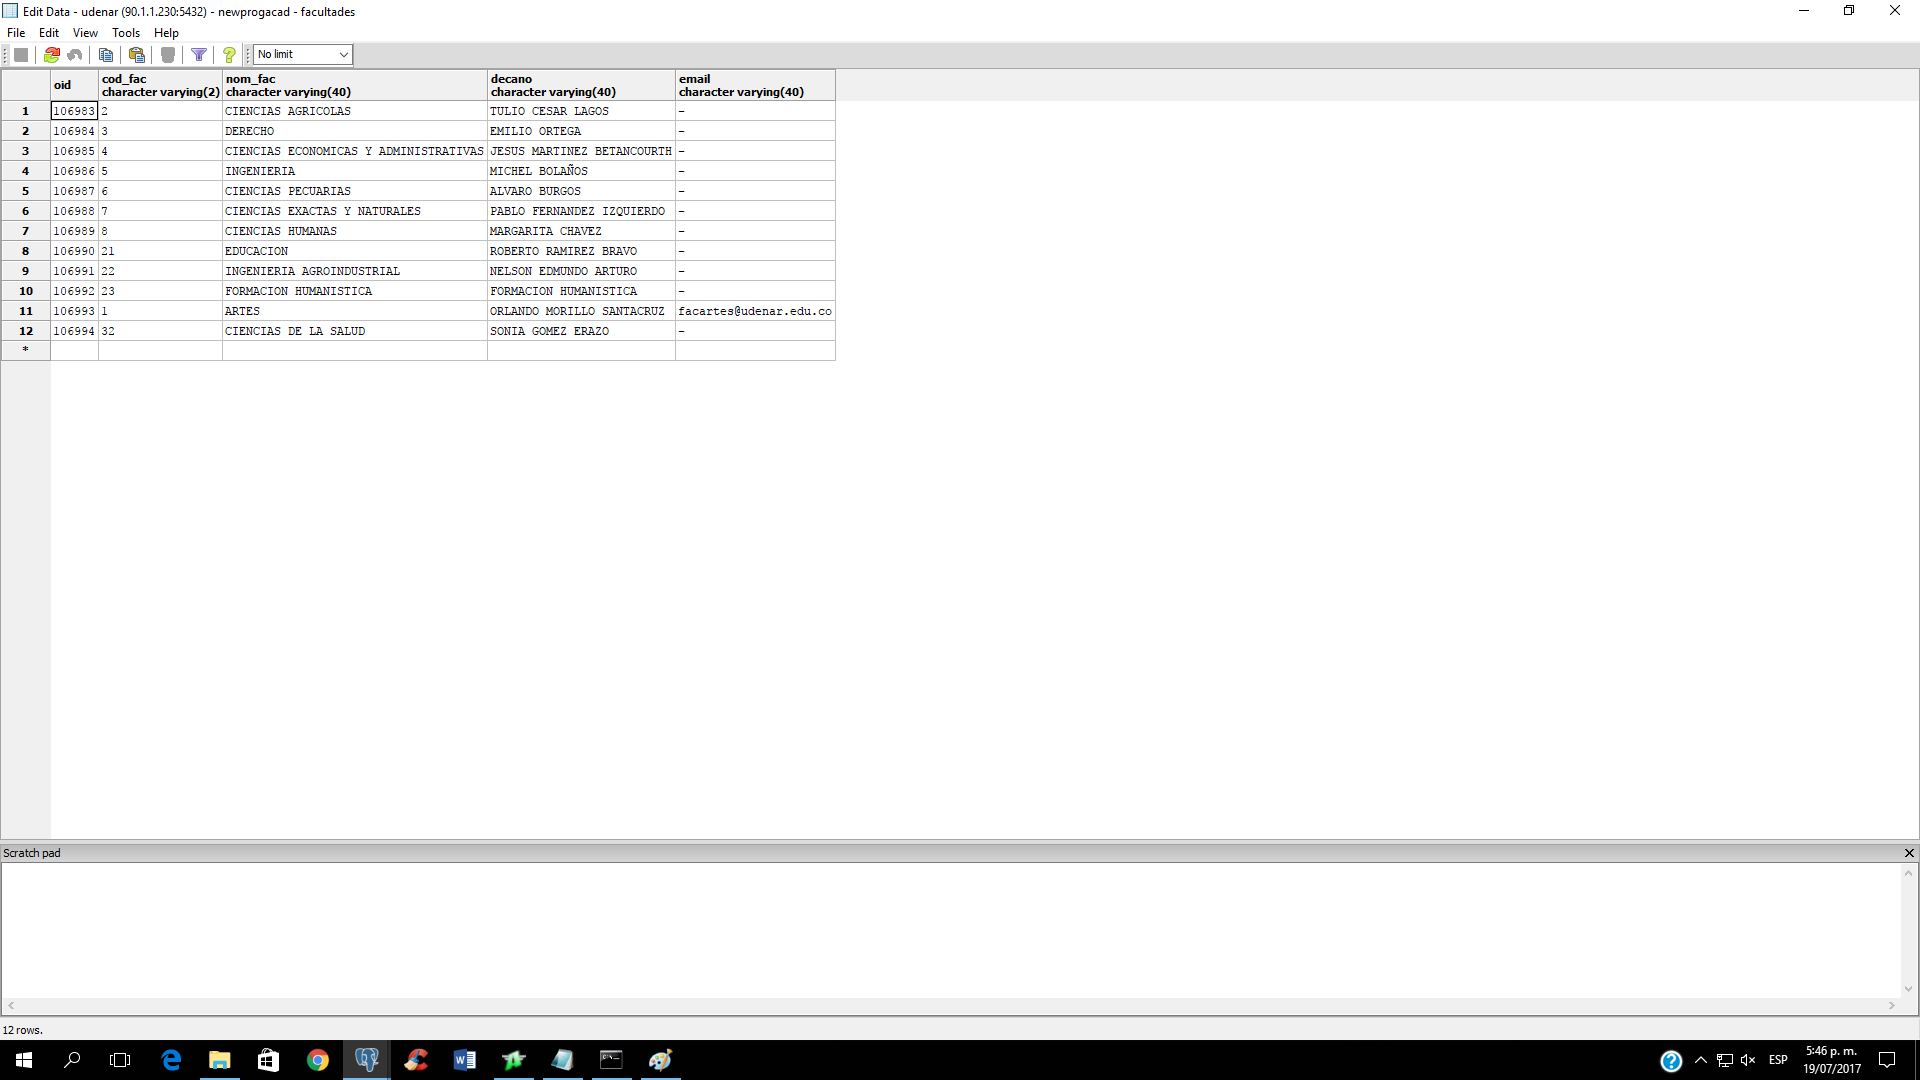 Edit Data - udenar (90.1.1.230:5432) - newprogacad - facultades
File Edit View Tools Help
No limit
oid cod_fac character varying(2) nom_fac character varying(40) decano character varying(40) email character varying(40)
1 106983 2 CIENCIAS AGRICOLAS TULIO CESAR LAGOS -
2 106984 3 DERECHO EMILIO ORTEGA -
3 106985 4 CIENCIAS ECONOMICAS Y ADMINISTRATIVAS JESUS MARTINEZ BETANCOURTH -
4 106986 5 INGENIERIA MICHEL BOLAÑOS -
5 106987 6 CIENCIAS PECUARIAS ALVARO BURGOS -
6 106988 7 CIENCIAS EXACTAS Y NATURALES PABLO FERNANDEZ IZQUIERDO -
7 106989 8 CIENCIAS HUMANAS MARGARITA CHAVEZ -
8 106990 21 EDUCACION ROBERTO RAMIREZ BRAVO -
9 106991 22 INGENIERIA AGROINDUSTRIAL NELSON EDMUNDO ARTURO -
10 106992 23 FORMACION HUMANISTICA FORMACION HUMANISTICA -
11 106993 1 ARTES ORLANDO MORILLO SANTACRUZ facartes@udenar.edu.co
12 106994 32 CIENCIAS DE LA SALUD SONIA GOMEZ ERAZO -
*
Scratch pad
12 rows.
ESP
5:46 p. m.
19/07/2017